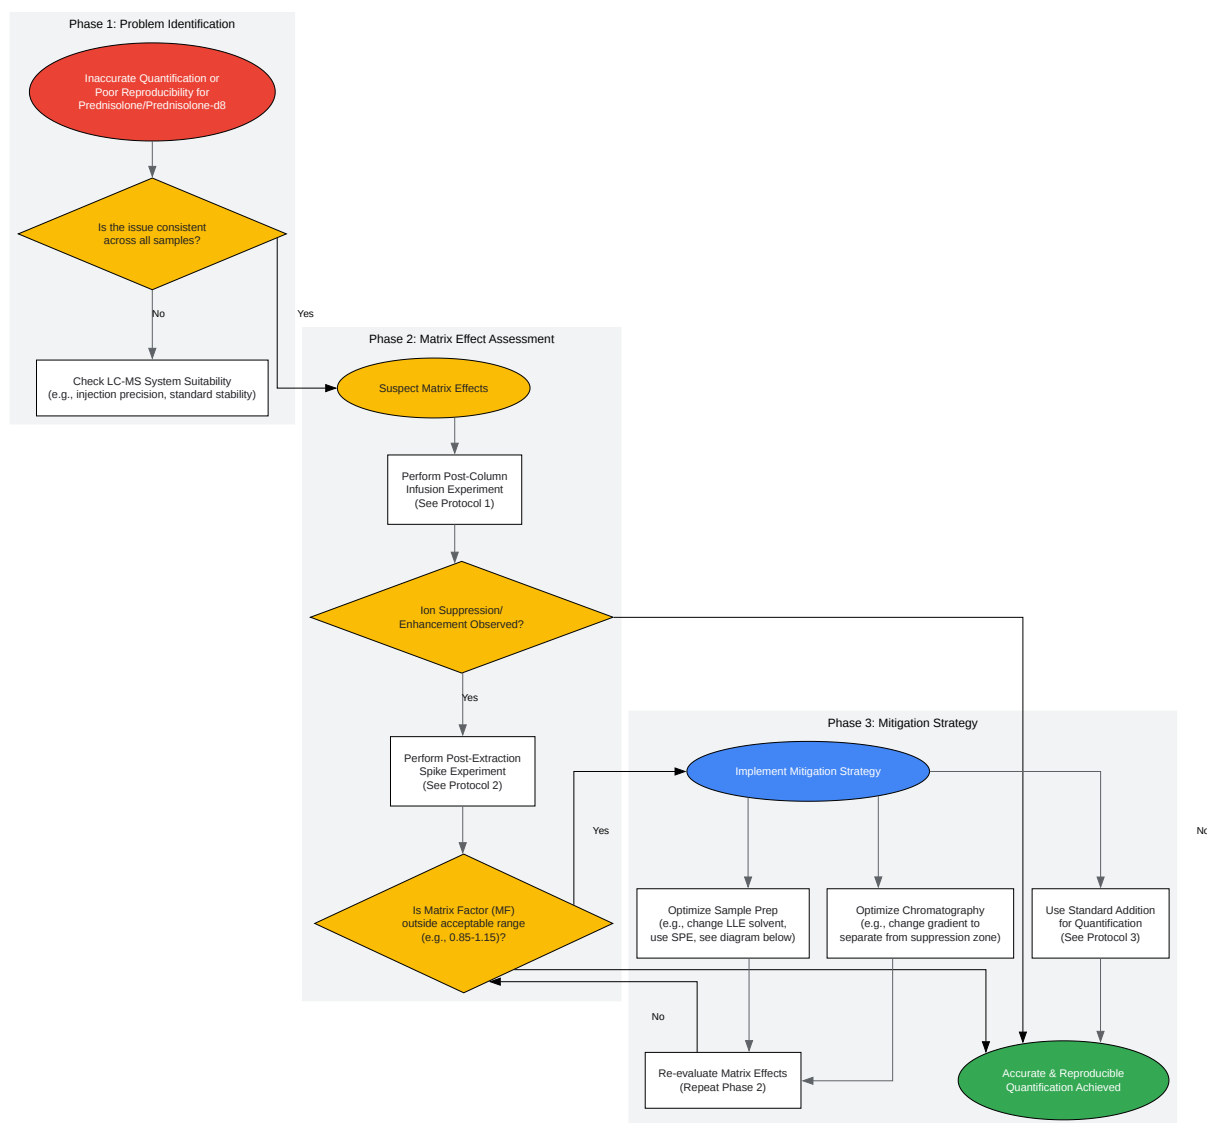 Phase 1: Problem Identification
Inaccurate Quantification or
Poor Reproducibility for
Prednisolone/Prednisolone-d8
Is the issue consistent
across all samples?
No
Yes
Check LC-MS System Suitability
(e.g., injection precision, standard stability)
Phase 2: Matrix Effect Assessment
Suspect Matrix Effects
Perform Post-Column
Infusion Experiment
(See Protocol 1)
Ion Suppression/
Enhancement Observed?
Yes
Perform Post-Extraction
Spike Experiment
(See Protocol 2)
Is Matrix Factor (MF)
outside acceptable range
(e.g., 0.85-1.15)?
Yes
No
Phase 3: Mitigation Strategy
Implement Mitigation Strategy
No
Optimize Sample Prep
(e.g., change LLE solvent,
use SPE, see diagram below)
Optimize Chromatography
(e.g., change gradient to
separate from suppression zone)
Use Standard Addition
for Quantification
(See Protocol 3)
Re-evaluate Matrix Effects
(Repeat Phase 2)
Accurate & Reproducible
Quantification Achieved